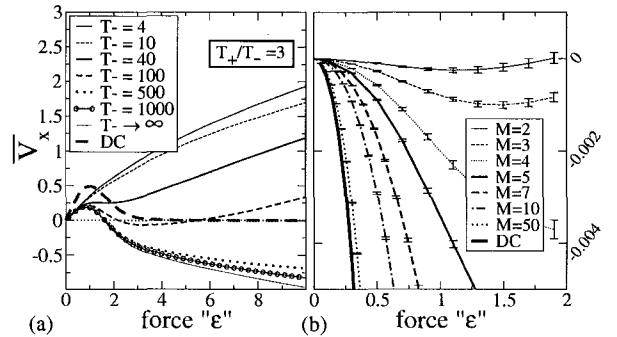 3
2.5
2
1.5
1
0.5
0
-0.5
V̅x
T- = 4
T- = 10
T- = 40
T- = 100
T- = 500
T- = 1000
T- → ∞
DC
T+/T- =3
0 2 4 6 8
(a) force "ε"
M=2
M=3
M=4
M=5
M=7
M=10
M=50
DC
0
-0.002
-0.004
0 0.5 1 1.5 2
(b) force "ε"